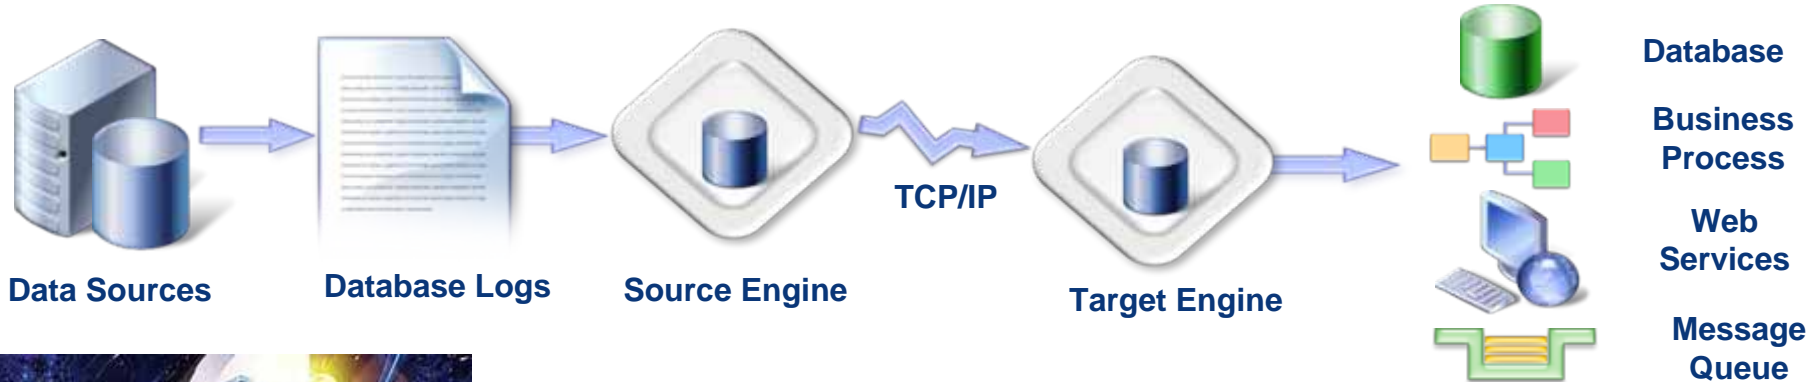 Data Sources
Database Logs
Source Engine
TCP/IP
Target Engine
Database
Business
Process
Web
Services
Message
Queue